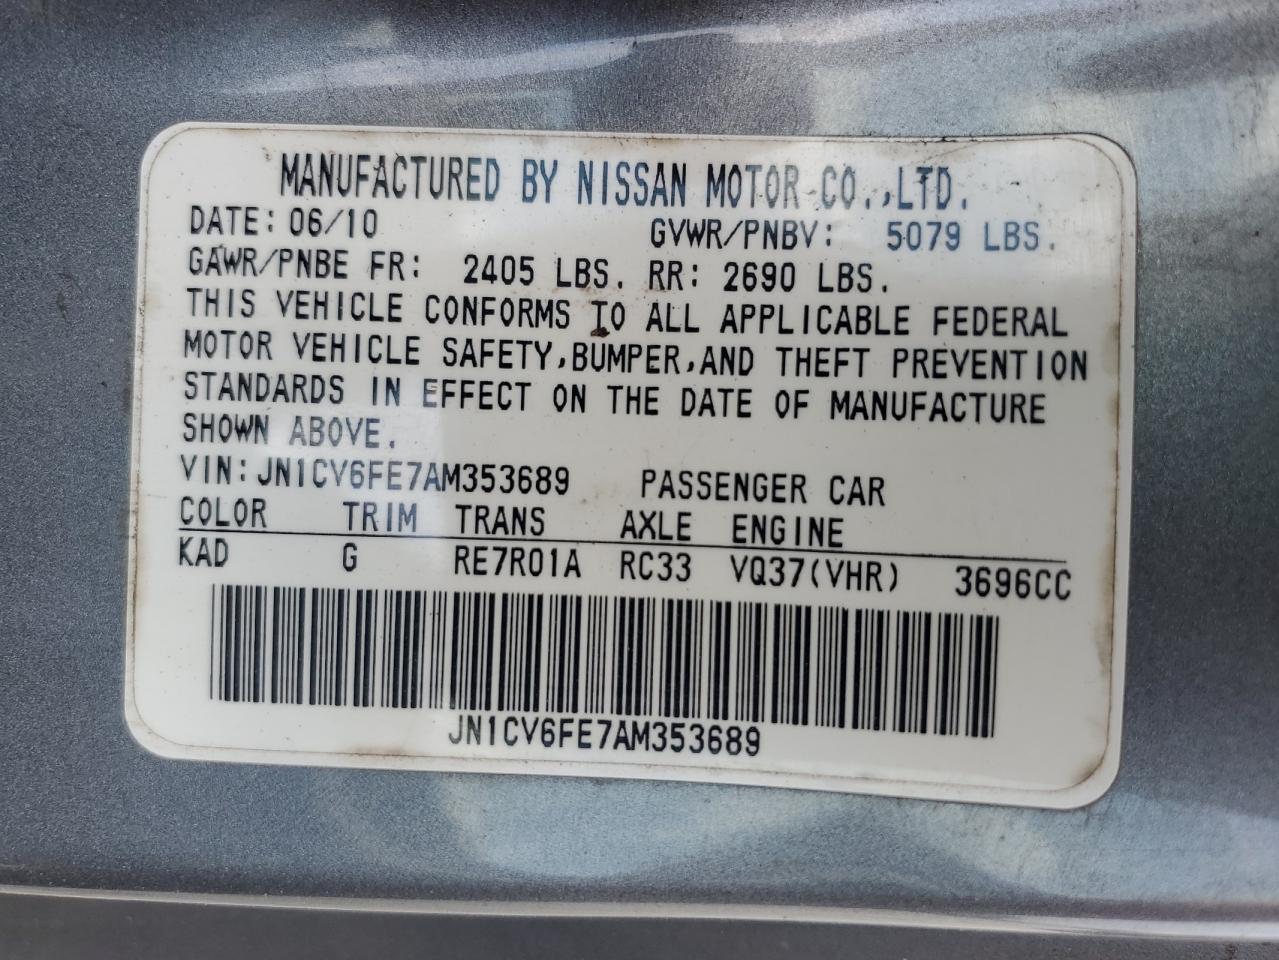 MANUFACTURED BY NISSAN MOTOR CO.,LTD.
DATE: 06/10 GVWR/PNBV: 5079 LBS.
GAWR/PNBE FR: 2405 LBS. RR: 2690 LBS.
THIS VEHICLE CONFORMS TO ALL APPLICABLE FEDERAL
MOTOR VEHICLE SAFETY,BUMPER,AND THEFT PREVENTION
STANDARDS IN EFFECT ON THE DATE OF MANUFACTURE
SHOWN ABOVE.
VIN:JN1CV6FE7AM353689 PASSENGER CAR
COLOR TRIM TRANS AXLE ENGINE
KAD G RE7R01A RC33 VQ37(VHR) 3696CC
JN1CV6FE7AM353689